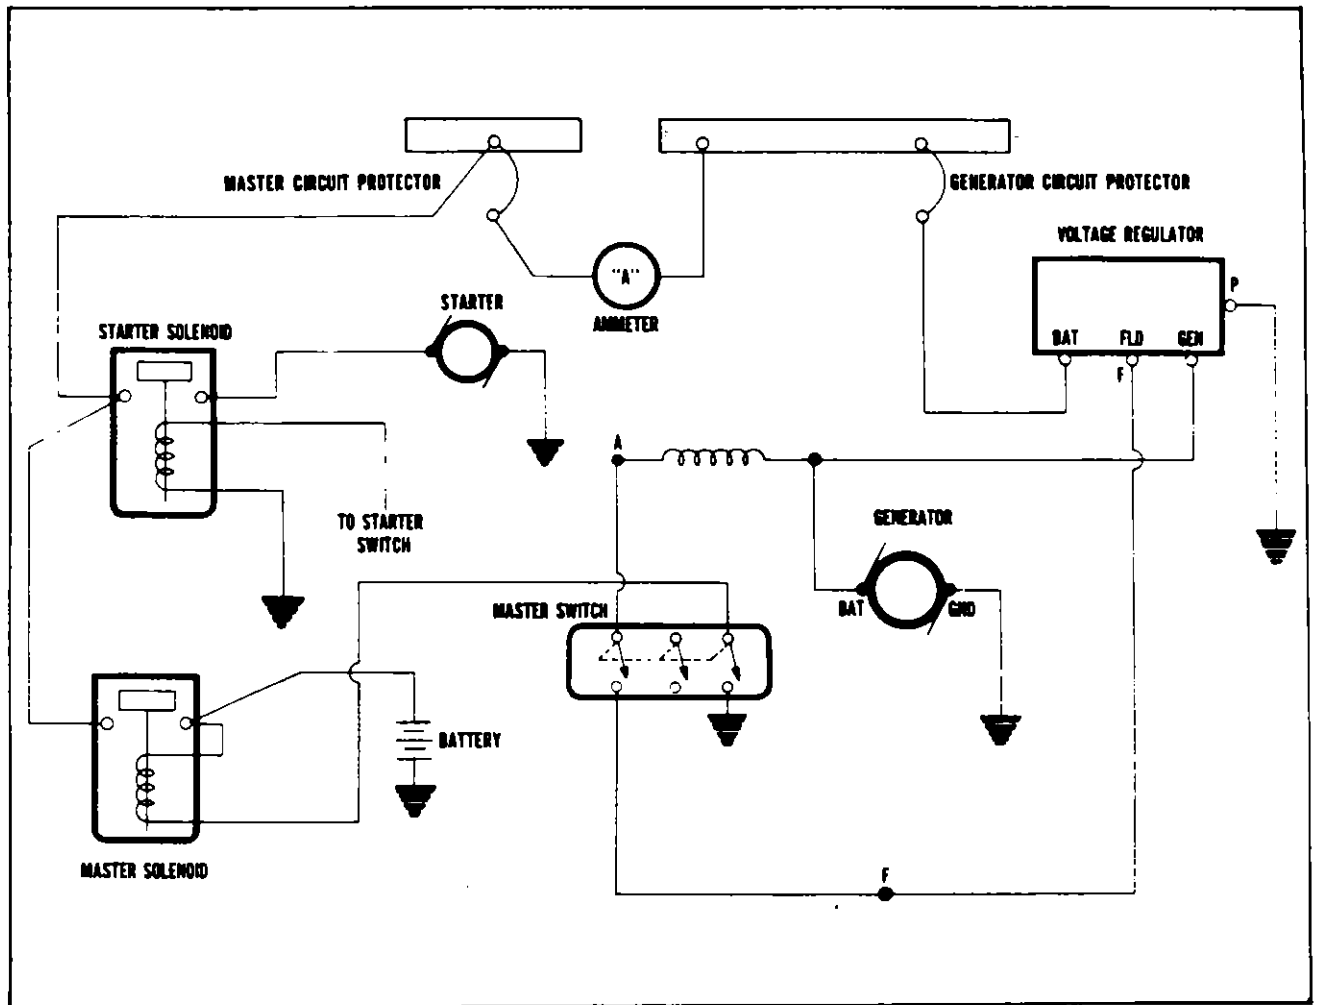 MASTER CIRCUIT PROTECTOR
GENERATOR CIRCUIT PROTECTOR
VOLTAGE REGULATOR
"A"
P
STARTER
AMMETER
STARTER SOLENOID
BAT FLD GEN
F
A
TO STARTER
SWITCH
GENERATOR
MASTER SWITCH
BAT GND
BATTERY
MASTER SOLENOID
F